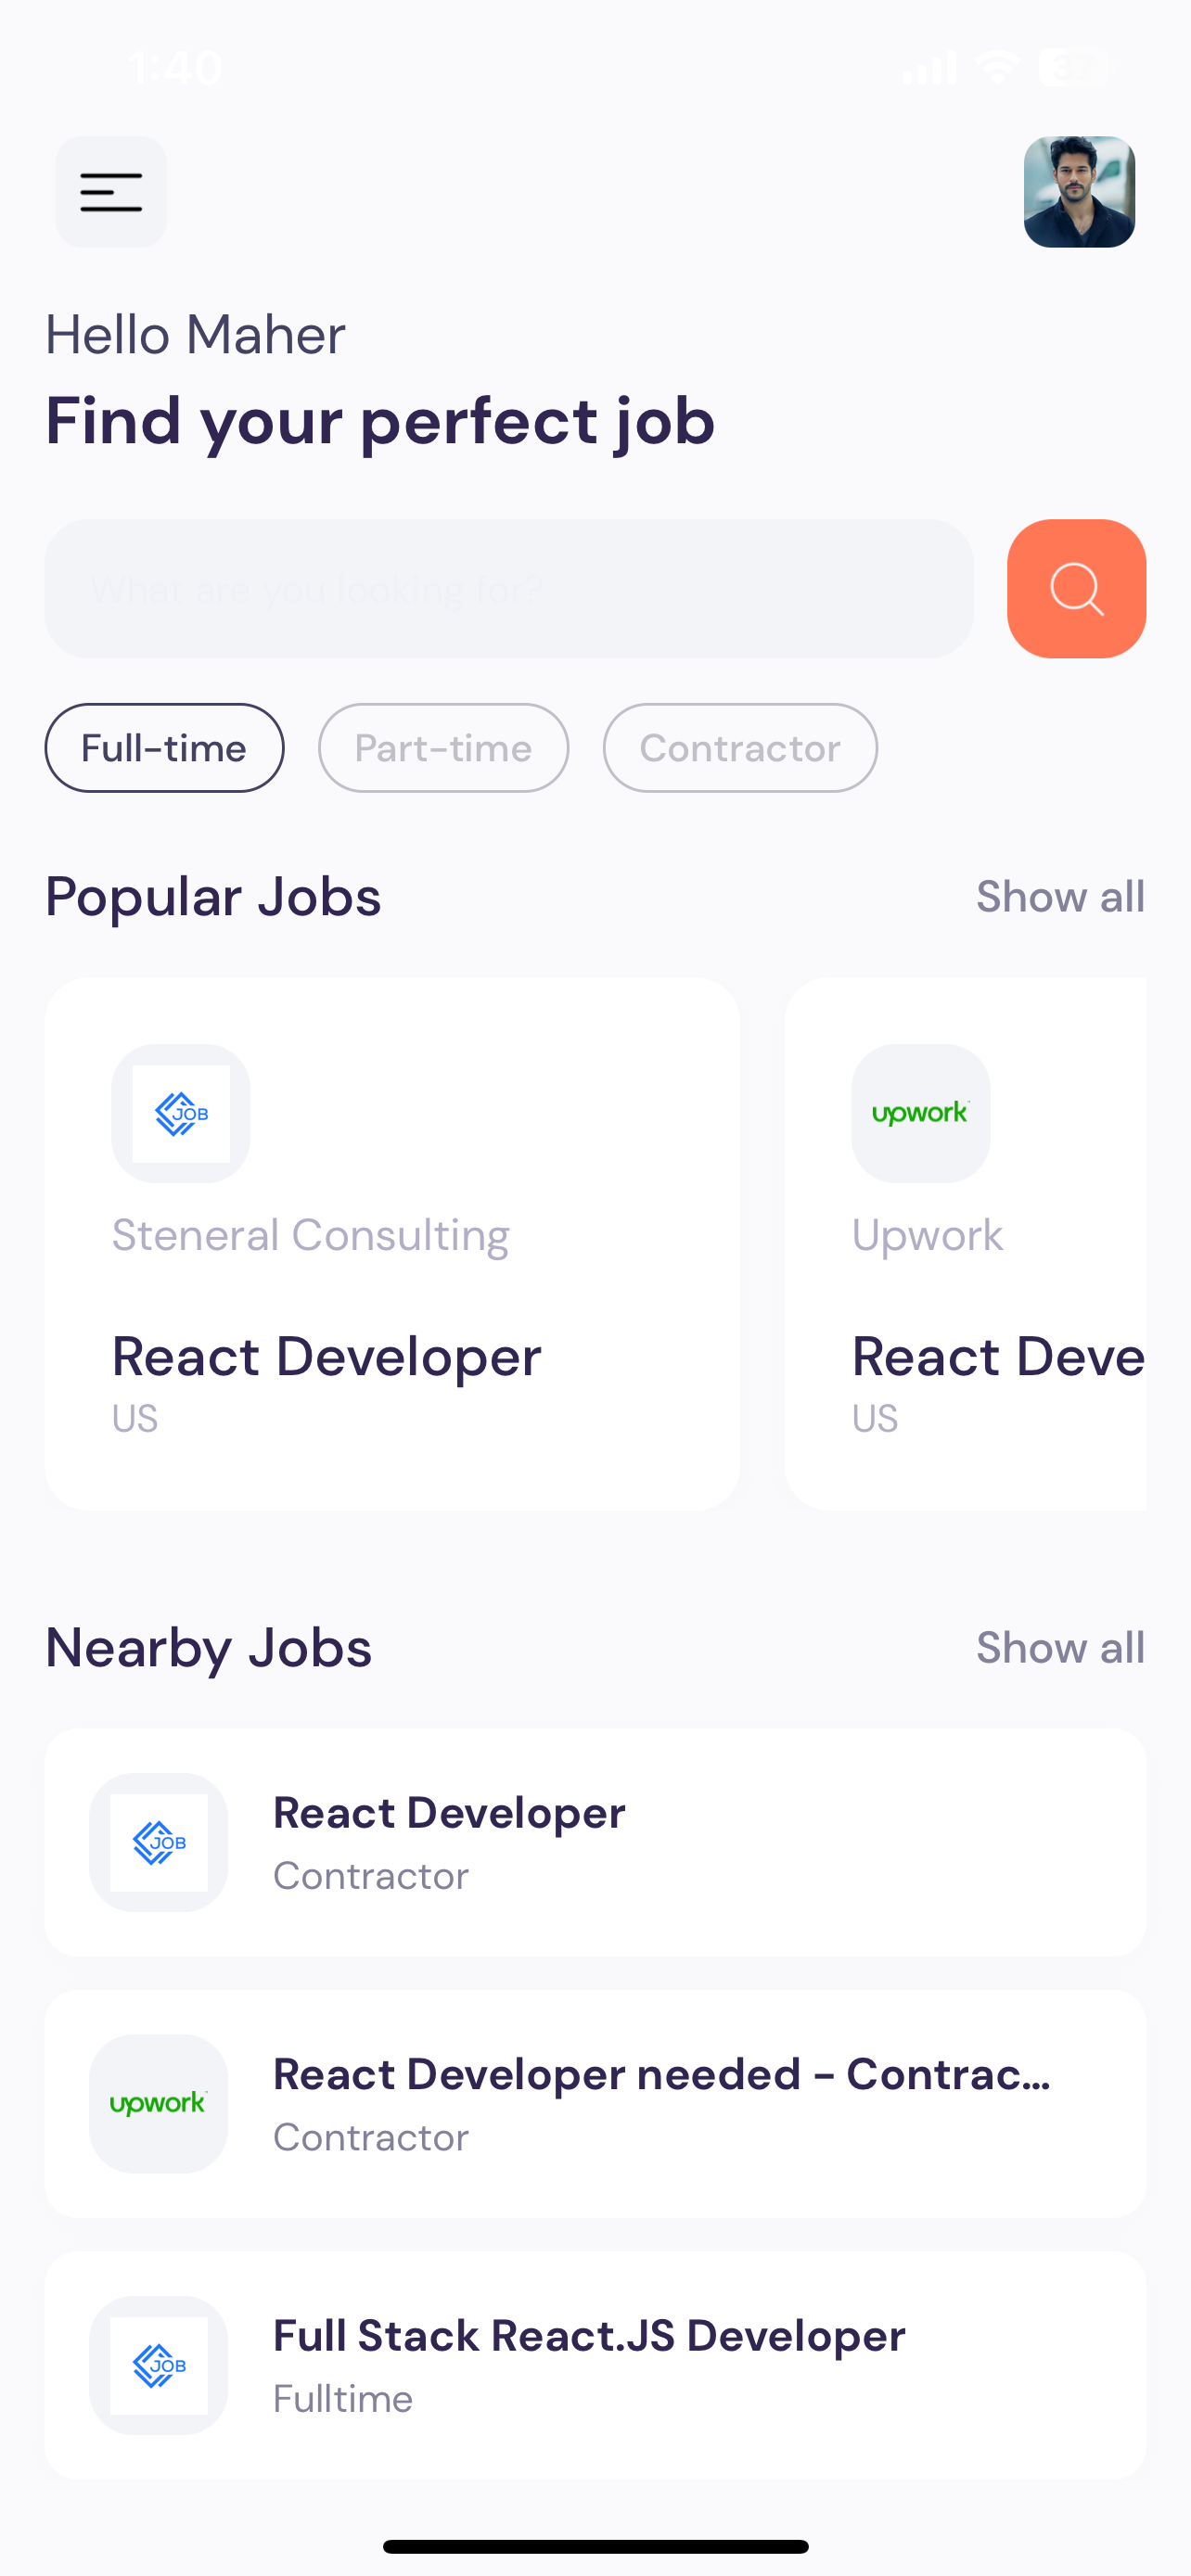 1:40
Hello Maher
Find your perfect job
What are you looking for?
Full-time Part-time Contractor
Popular Jobs Show all
JOB
Steneral Consulting
React Developer
US
upwork
Upwork
React Deve
US
Nearby Jobs Show all
JOB
React Developer
Contractor
upwork
React Developer needed - Contrac...
Contractor
JOB
Full Stack React.JS Developer
Fulltime